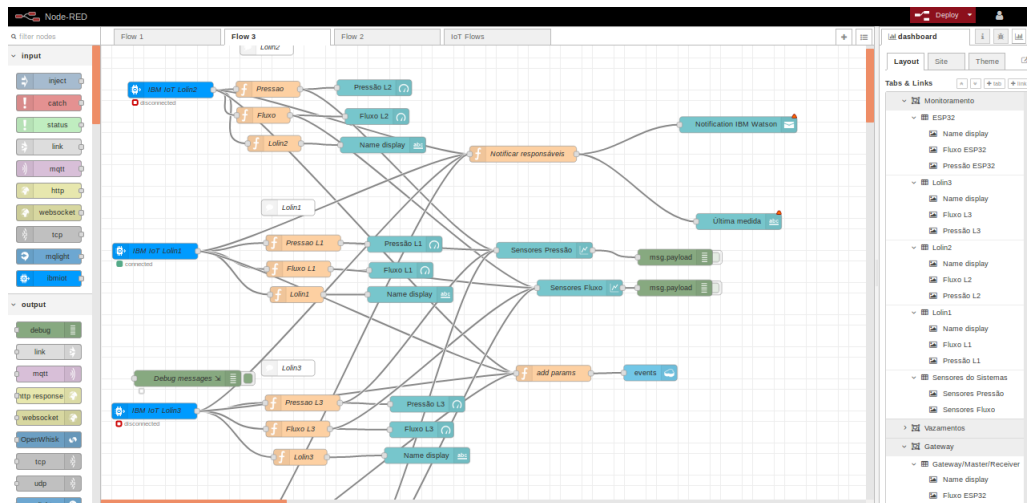 Node-RED
Deploy
filter nodes
Flow 1
Flow 3
Flow 2
IoT Flows
dashboard
input
inject
catch
status
link
mqtt
http
websocket
tcp
mqlight
ibmiot
output
debug
link
mqtt
http response
websocket
OpenWhisk
tcp
udp
Lolin2
IBM IoT Lolin2
disconnected
Pressao
Pressão L2
Fluxo
Fluxo L2
Lolin2
Name display
Notificar responsáveis
Notification IBM Watson
Última medida
Lolin1
IBM IoT Lolin1
connected
Pressao L1
Pressão L1
Fluxo L1
Fluxo L1
Lolin1
Name display
Sensores Pressão
msg.payload
Sensores Fluxo
msg.payload
Lolin3
Debug messages
add params
events
IBM IoT Lolin3
disconnected
Pressao L3
Pressão L3
Fluxo L3
Fluxo L3
Lolin3
Name display
Layout
Site
Theme
Tabs & Links
tab
link
Monitoramento
ESP32
Name display
Fluxo ESP32
Pressão ESP32
Lolin3
Name display
Fluxo L3
Pressão L3
Lolin2
Name display
Fluxo L2
Pressão L2
Lolin1
Name display
Fluxo L1
Pressão L1
Sensores do Sistemas
Sensores Pressão
Sensores Fluxo
Vazamentos
Gateway
Gateway/Master/Receiver
Name display
Fluxo ESP32